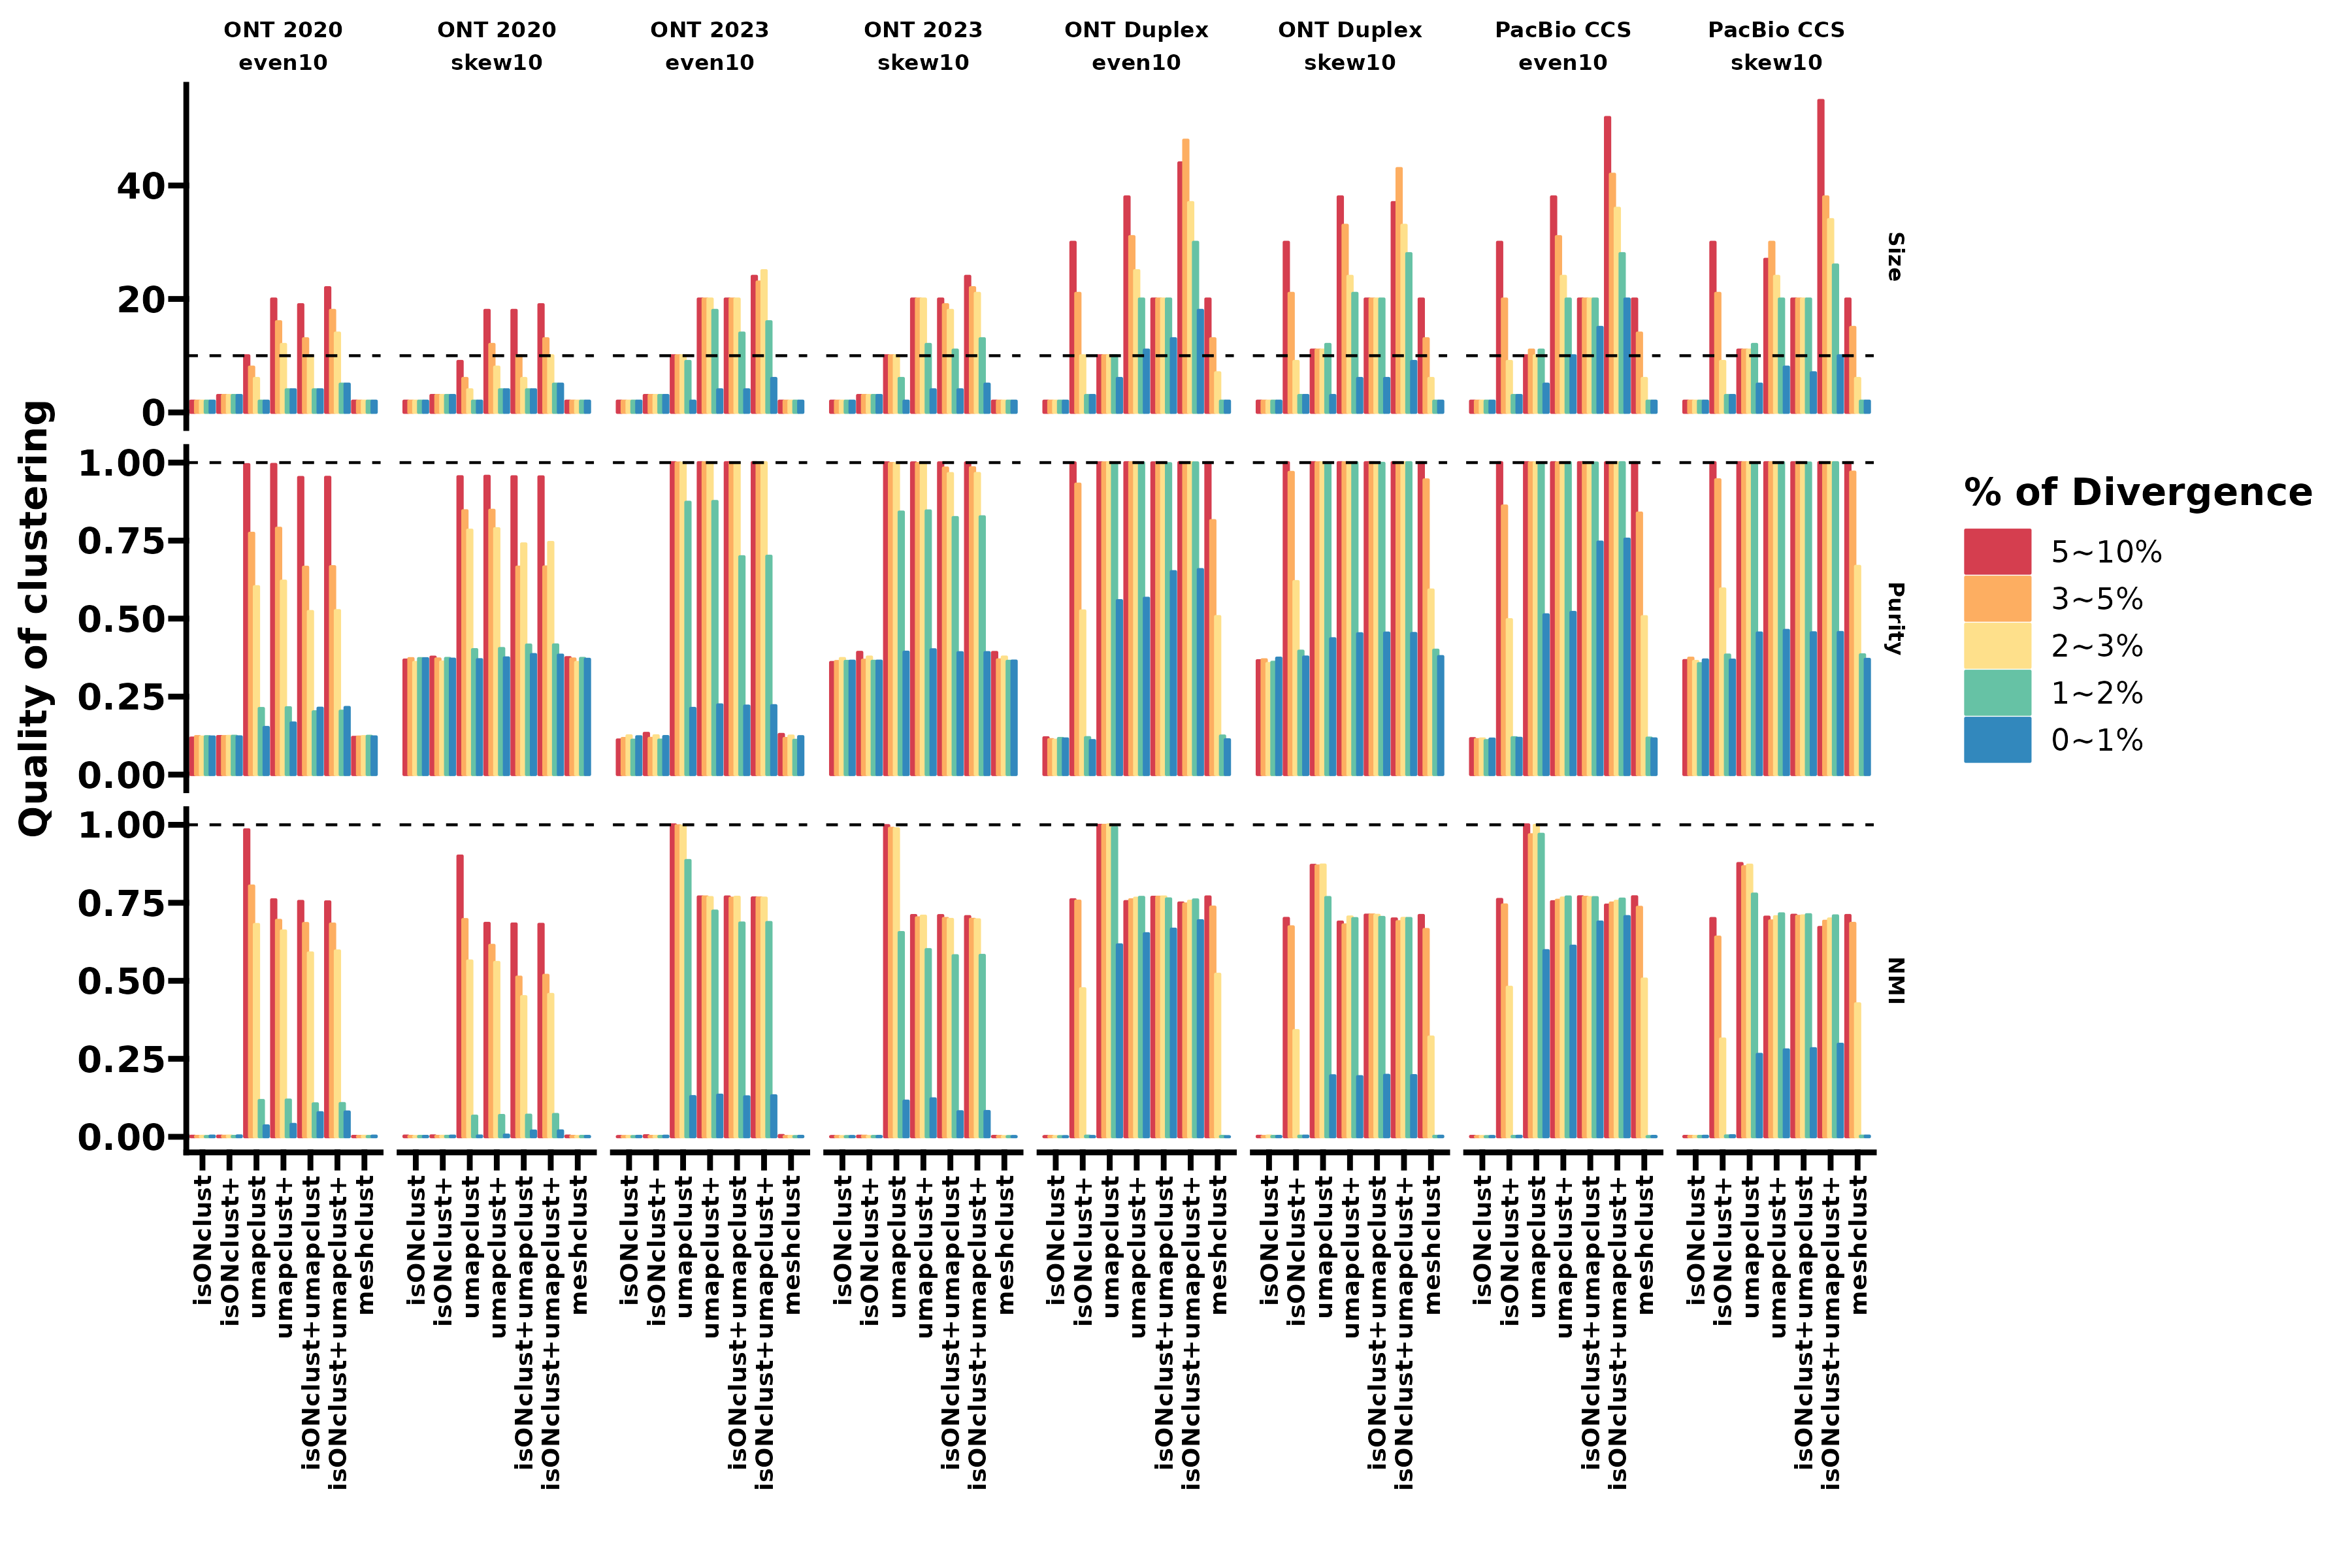 ONT 2020 ONT 2020 ONT 2023 ONT 2023 ONT Duplex ONT Duplex PacBio CCS PacBio CCS
even10 skew10 even10 skew10 even10 skew10 even10 skew10
Quality of clustering
40
20
0
Size
1.00
0.75
0.50
0.25
0.00
Purity
1.00
0.75
0.50
0.25
0.00
NMI
isONclust isONclust+ umapclust umapclust+ isONclust+umapclust isONclust+umapclust+ meshclust
isONclust isONclust+ umapclust umapclust+ isONclust+umapclust isONclust+umapclust+ meshclust
isONclust isONclust+ umapclust umapclust+ isONclust+umapclust isONclust+umapclust+ meshclust
isONclust isONclust+ umapclust umapclust+ isONclust+umapclust isONclust+umapclust+ meshclust
isONclust isONclust+ umapclust umapclust+ isONclust+umapclust isONclust+umapclust+ meshclust
isONclust isONclust+ umapclust umapclust+ isONclust+umapclust isONclust+umapclust+ meshclust
isONclust isONclust+ umapclust umapclust+ isONclust+umapclust isONclust+umapclust+ meshclust
isONclust isONclust+ umapclust umapclust+ isONclust+umapclust isONclust+umapclust+ meshclust
% of Divergence
5~10%
3~5%
2~3%
1~2%
0~1%